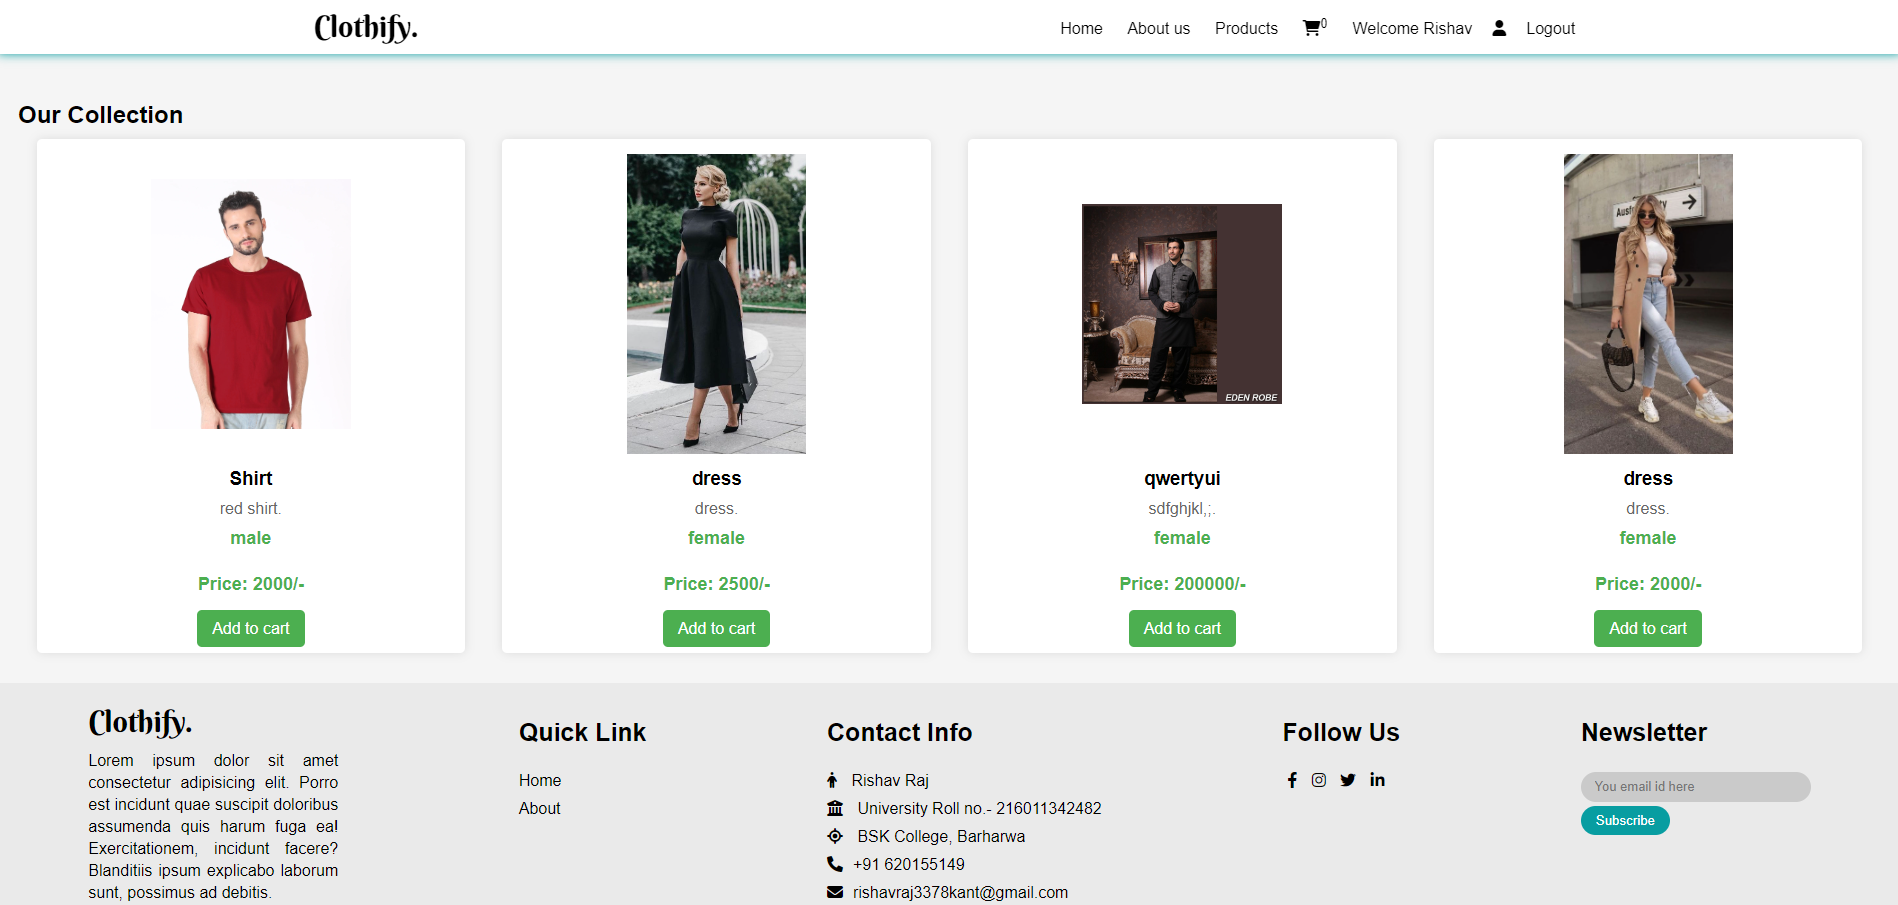 Clothify.
Home About us Products 0 Welcome Rishav Logout
Our Collection
Shirt
red shirt.
male
Price: 2000/-
Add to cart
dress
dress.
female
Price: 2500/-
Add to cart
EDEN ROBE
qwertyui
sdfghjkl,;.
female
Price: 200000/-
Add to cart
dress
dress.
female
Price: 2000/-
Add to cart
Clothify.
Lorem ipsum dolor sit amet
consectetur adipisicing elit. Porro
est incidunt quae suscipit doloribus
assumenda quis harum fuga ea!
Exercitationem, incidunt facere?
Blanditiis ipsum explicabo laborum
sunt, possimus ad debitis.
Quick Link
Home
About
Contact Info
Rishav Raj
University Roll no.- 216011342482
BSK College, Barharwa
+91 620155149
rishavraj3378kant@gmail.com
Follow Us
Newsletter
You email id here
Subscribe